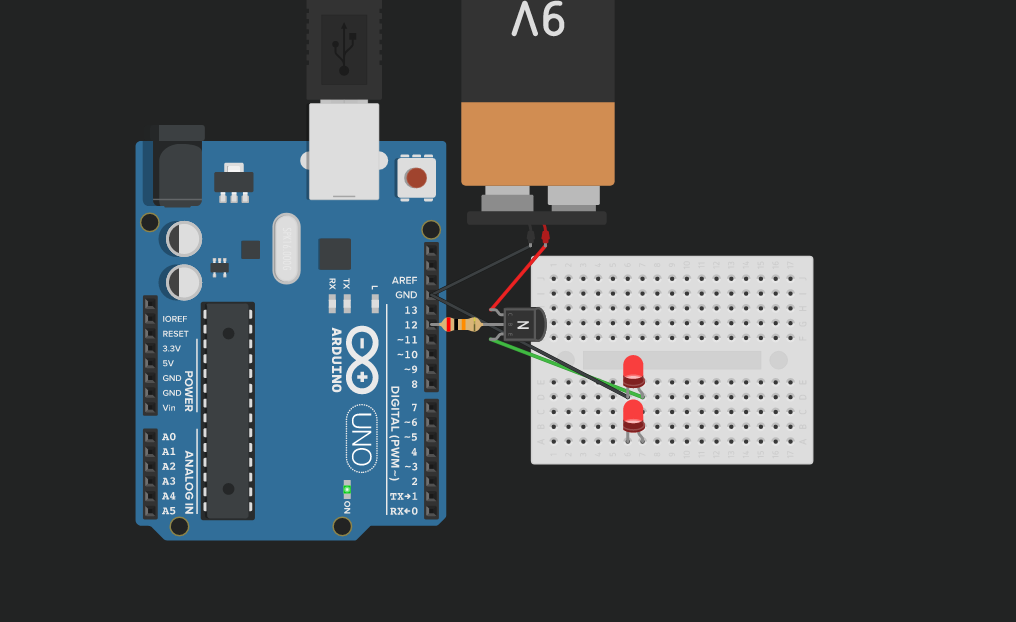 9V
AREF
GND
13
12
~11
~10
~9
8
7
~6
~5
4
~3
2
TX→1
RX←0
DIGITAL (PWM~)
RX
TX
L
ARDUINO
UNO
ON
IOREF
RESET
3.3V
5V
GND
GND
Vin
POWER
A0
A1
A2
A3
A4
A5
ANALOG IN
N